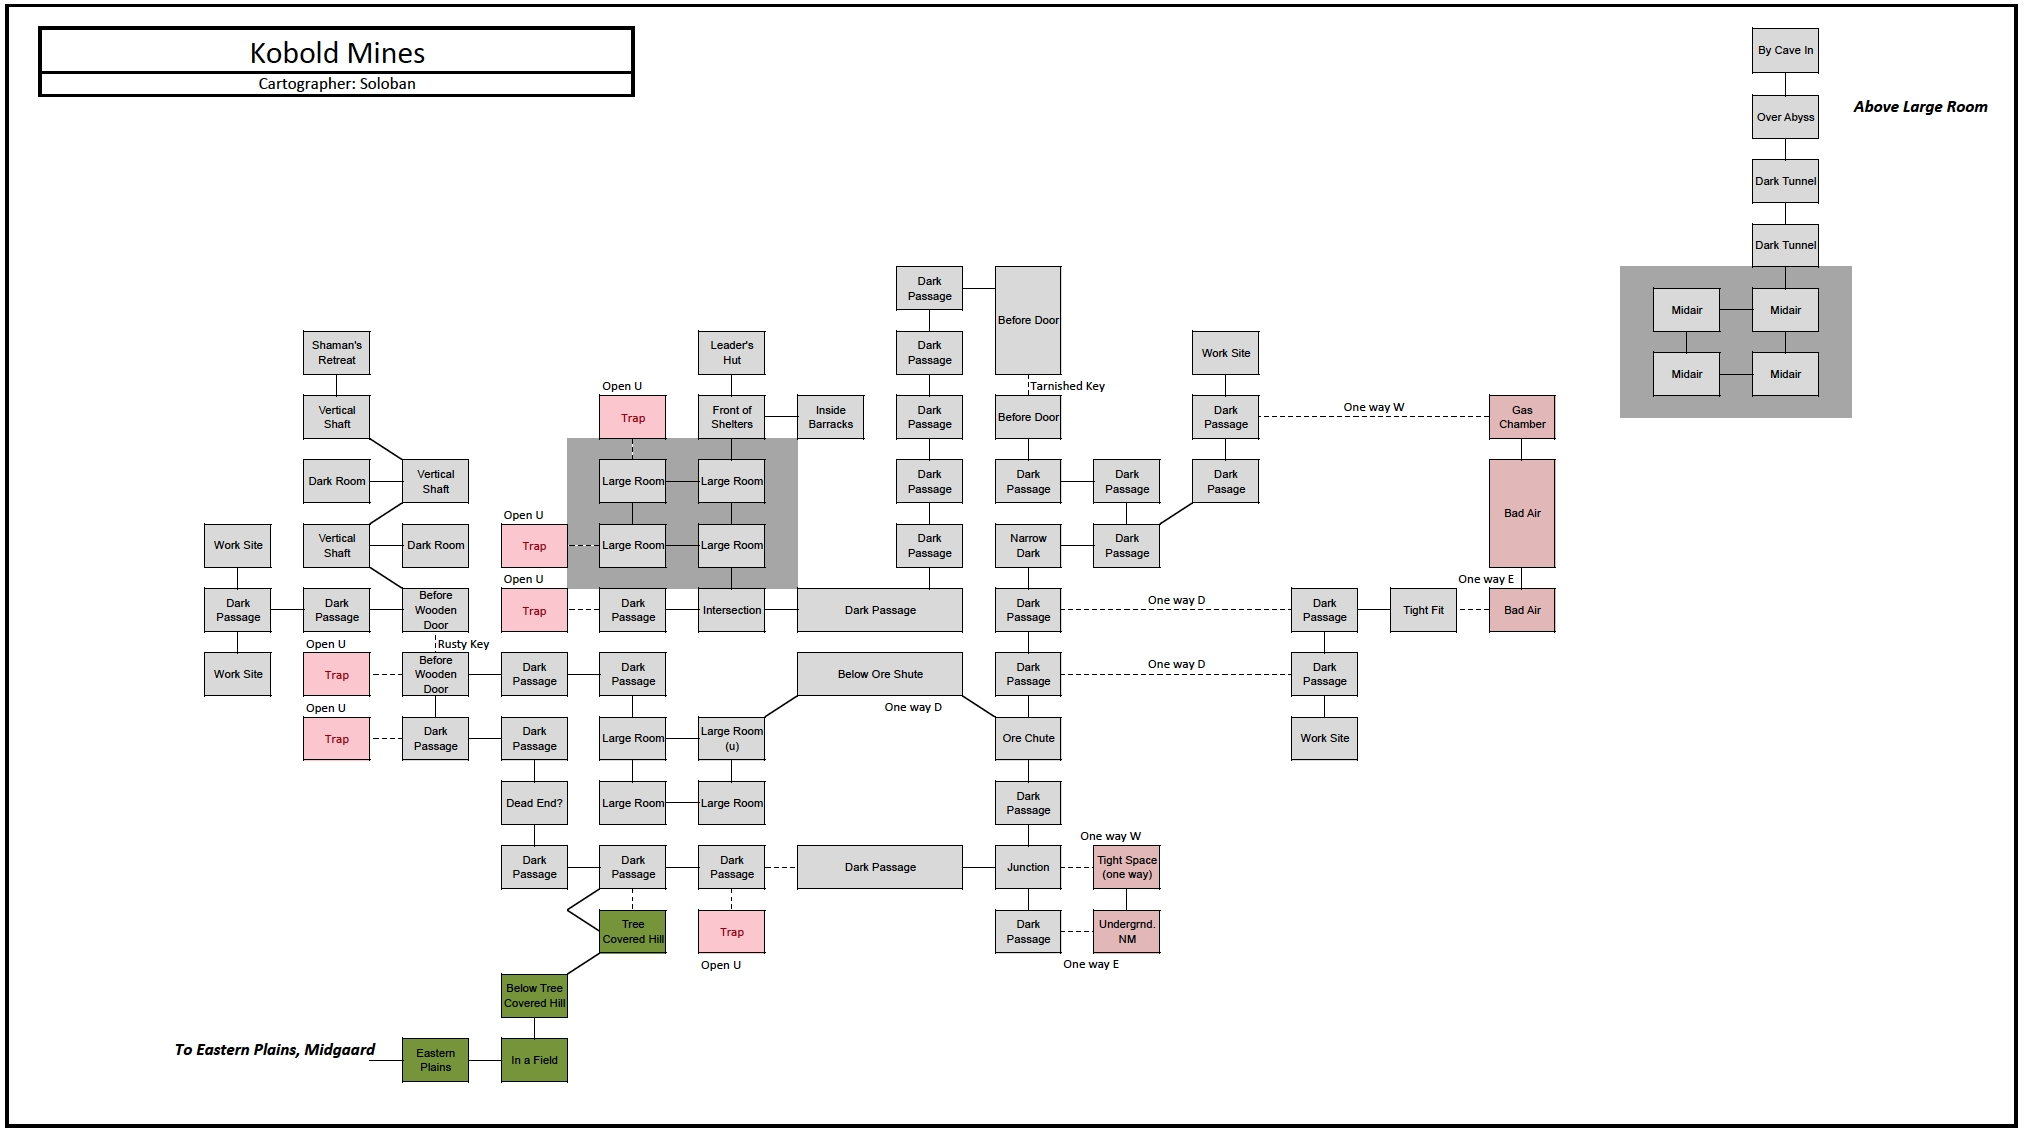 Kobold Mines
Cartographer: Soloban
By Cave In
Above Large Room
Over Abyss
Dark Tunnel
Dark Tunnel
Dark
Passage
Before Door
Midair
Midair
Shaman's
Retreat
Leader's
Hut
Dark
Passage
Work Site
Midair
Midair
Open U
Tarnished Key
Vertical
Shaft
Trap
Front of
Shelters
Inside
Barracks
Dark
Passage
Before Door
Dark
Passage
One way W
Gas
Chamber
Dark Room
Vertical
Shaft
Large Room
Large Room
Dark
Passage
Dark
Passage
Dark
Passage
Dark
Pasage
Bad Air
Open U
Work Site
Vertical
Shaft
Dark Room
Trap
Large Room
Large Room
Dark
Passage
Narrow
Dark
Dark
Passage
Open U
One way E
Dark
Passage
Dark
Passage
Before
Wooden
Door
Trap
Dark
Passage
Intersection
Dark Passage
Dark
Passage
One way D
Dark
Passage
Tight Fit
Bad Air
Open U
Rusty Key
Work Site
Trap
Before
Wooden
Door
Dark
Passage
Dark
Passage
Below Ore Shute
Dark
Passage
One way D
Dark
Passage
Open U
One way D
Trap
Dark
Passage
Dark
Passage
Large Room
Large Room
(u)
Ore Chute
Work Site
Dead End?
Large Room
Large Room
Dark
Passage
One way W
Dark
Passage
Dark
Passage
Dark
Passage
Dark Passage
Junction
Tight Space
(one way)
Tree
Covered Hill
Trap
Dark
Passage
Undergrnd.
NM
Open U
One way E
Below Tree
Covered Hill
To Eastern Plains, Midgaard
Eastern
Plains
In a Field